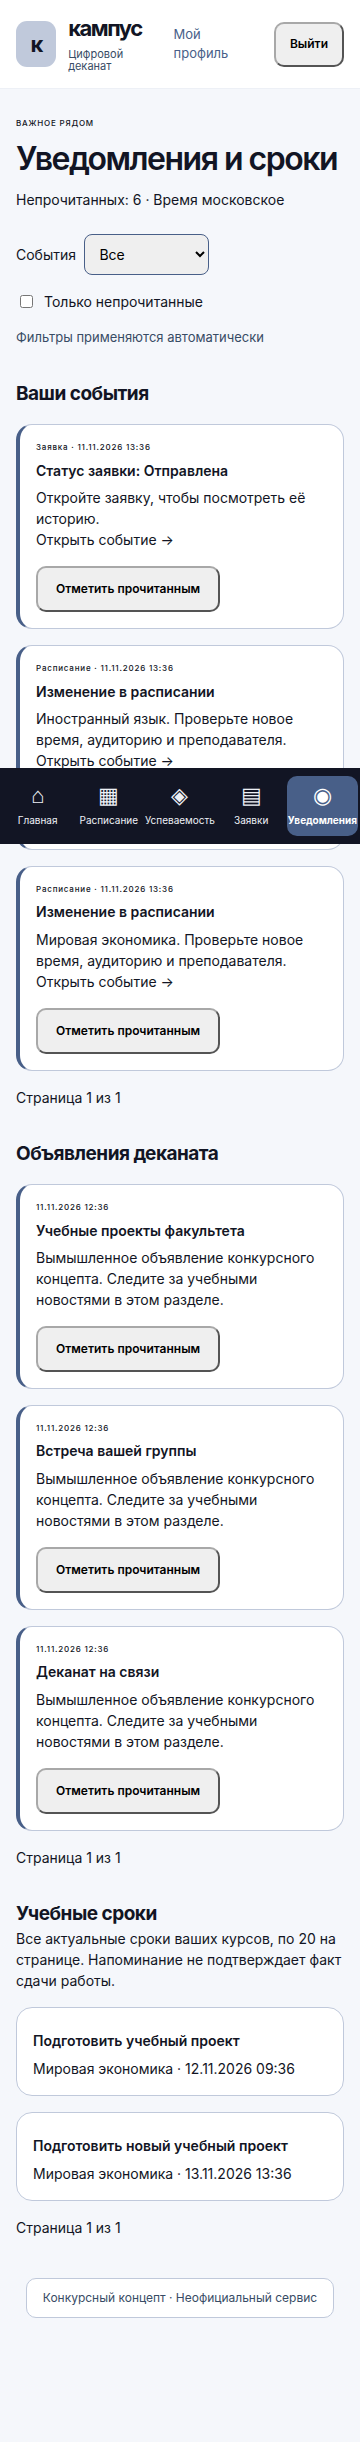 к
кампус
Цифровой
деканат
Мой
профиль
Выйти
ВАЖНОЕ РЯДОМ
Уведомления и сроки
Непрочитанных: 6 · Время московское
События
Все
Только непрочитанные
Фильтры применяются автоматически
Ваши события
Заявка · 11.11.2026 13:36
Статус заявки: Отправлена
Откройте заявку, чтобы посмотреть её
историю.
Открыть событие →
Отметить прочитанным
Расписание · 11.11.2026 13:36
Изменение в расписании
Иностранный язык. Проверьте новое
время, аудиторию и преподавателя.
Открыть событие →
Главная
Расписание
Успеваемость
Заявки
Уведомления
Расписание · 11.11.2026 13:36
Изменение в расписании
Мировая экономика. Проверьте новое
время, аудиторию и преподавателя.
Открыть событие →
Отметить прочитанным
Страница 1 из 1
Объявления деканата
11.11.2026 12:36
Учебные проекты факультета
Вымышленное объявление конкурсного
концепта. Следите за учебными
новостями в этом разделе.
Отметить прочитанным
11.11.2026 12:36
Встреча вашей группы
Вымышленное объявление конкурсного
концепта. Следите за учебными
новостями в этом разделе.
Отметить прочитанным
11.11.2026 12:36
Деканат на связи
Вымышленное объявление конкурсного
концепта. Следите за учебными
новостями в этом разделе.
Отметить прочитанным
Страница 1 из 1
Учебные сроки
Все актуальные сроки ваших курсов, по 20 на
странице. Напоминание не подтверждает факт
сдачи работы.
Подготовить учебный проект
Мировая экономика · 12.11.2026 09:36
Подготовить новый учебный проект
Мировая экономика · 13.11.2026 13:36
Страница 1 из 1
Конкурсный концепт · Неофициальный сервис